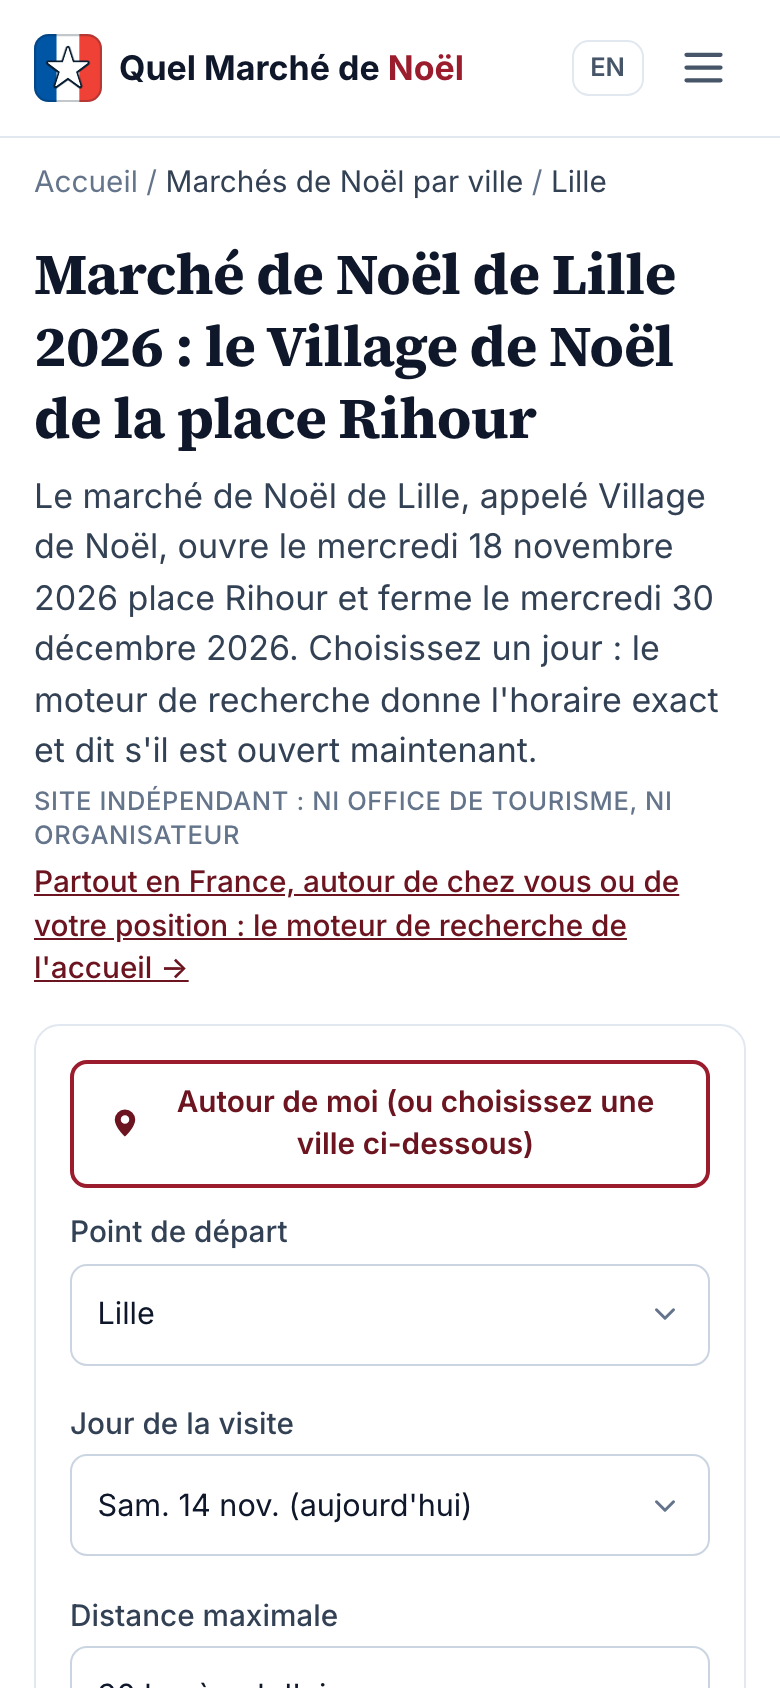 Quel Marché de Noël
EN
Accueil / Marchés de Noël par ville / Lille
Marché de Noël de Lille
2026 : le Village de Noël
de la place Rihour
Le marché de Noël de Lille, appelé Village
de Noël, ouvre le mercredi 18 novembre
2026 place Rihour et ferme le mercredi 30
décembre 2026. Choisissez un jour : le
moteur de recherche donne l'horaire exact
et dit s'il est ouvert maintenant.
SITE INDÉPENDANT : NI OFFICE DE TOURISME, NI
ORGANISATEUR
Partout en France, autour de chez vous ou de
votre position : le moteur de recherche de
l'accueil →
Autour de moi (ou choisissez une
ville ci-dessous)
Point de départ
Lille
Jour de la visite
Sam. 14 nov. (aujourd'hui)
Distance maximale